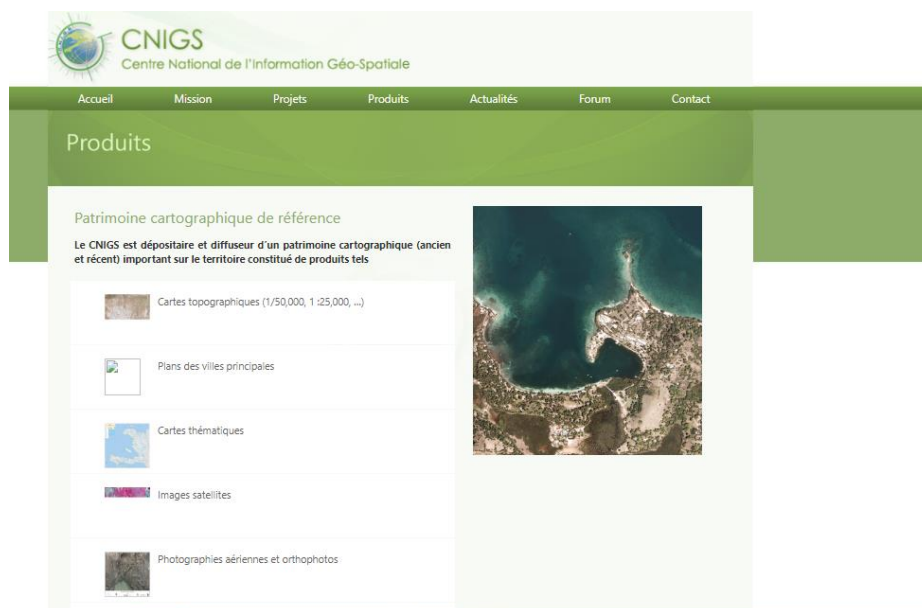 CNIGS
Centre National de l'Information Géo-Spatiale
Accueil Mission Projets Produits Actualités Forum Contact
Produits
Patrimoine cartographique de référence
Le CNIGS est dépositaire et diffuseur d'un patrimoine cartographique (ancien
et récent) important sur le territoire constitué de produits tels
Cartes topographiques (1/50,000, 1 :25,000, ...)
Plans des villes principales
Cartes thématiques
Images satellites
Photographies aériennes et orthophotos